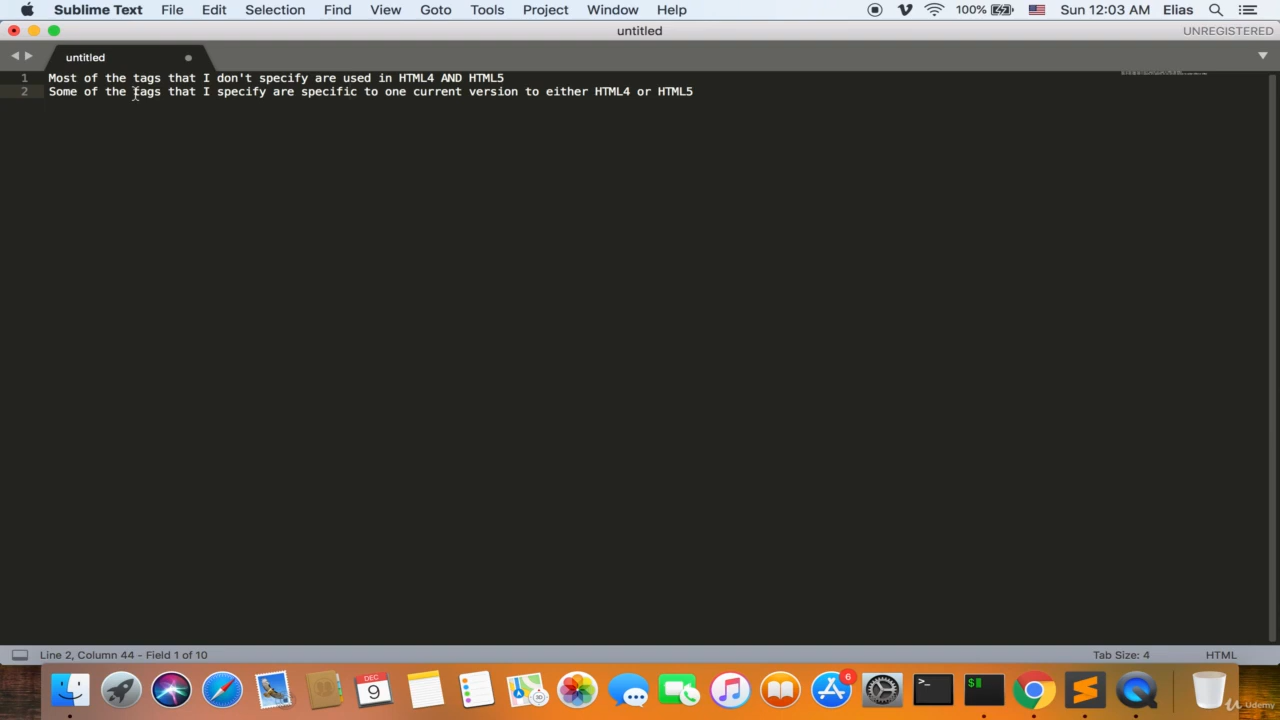 Sublime Text File Edit Selection Find View Goto Tools Project Window Help 100% Sun 12:03 AM Elias
untitled UNREGISTERED
untitled
1 Most of the tags that I don't specify are used in HTML4 AND HTML5
2 Some of the tags that I specify are specific to one current version to either HTML4 or HTML5
Line 2, Column 44 - Field 1 of 10 Tab Size: 4 HTML
DEC
9
3D
6
>_
$
Udemy